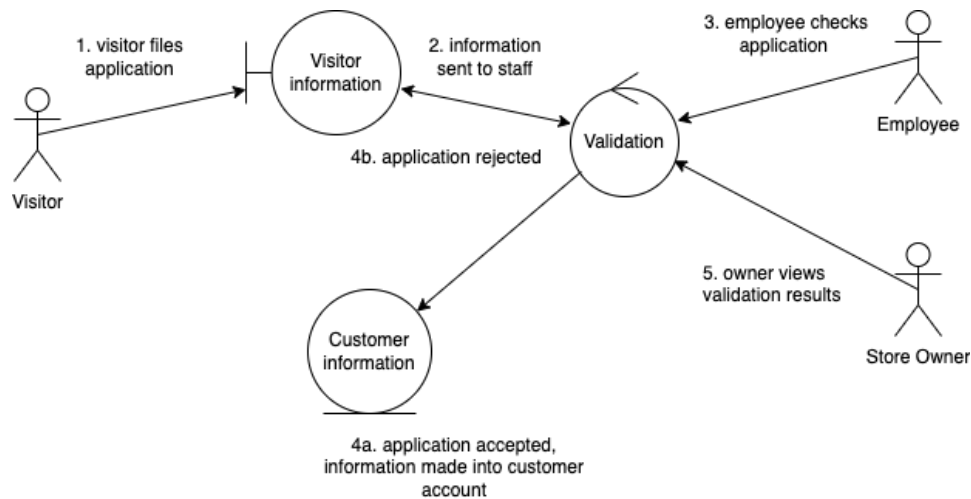 1. visitor files
application
Visitor
information
2. information
sent to staff
3. employee checks
application
Employee
Validation
4b. application rejected
Visitor
5. owner views
validation results
Store Owner
Customer
information
4a. application accepted,
information made into customer
account